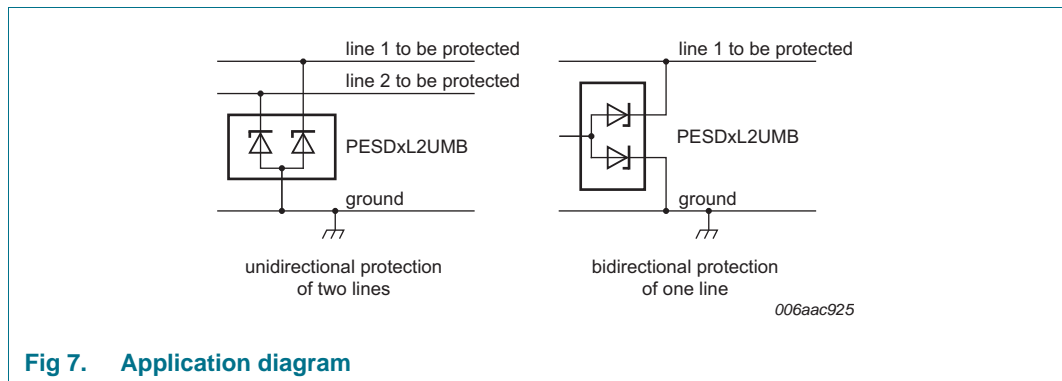 line 1 to be protected
line 2 to be protected
PESDxL2UMB
ground
unidirectional protection
of two lines
line 1 to be protected
PESDxL2UMB
ground
bidirectional protection
of one line
006aac925
Fig 7. Application diagram